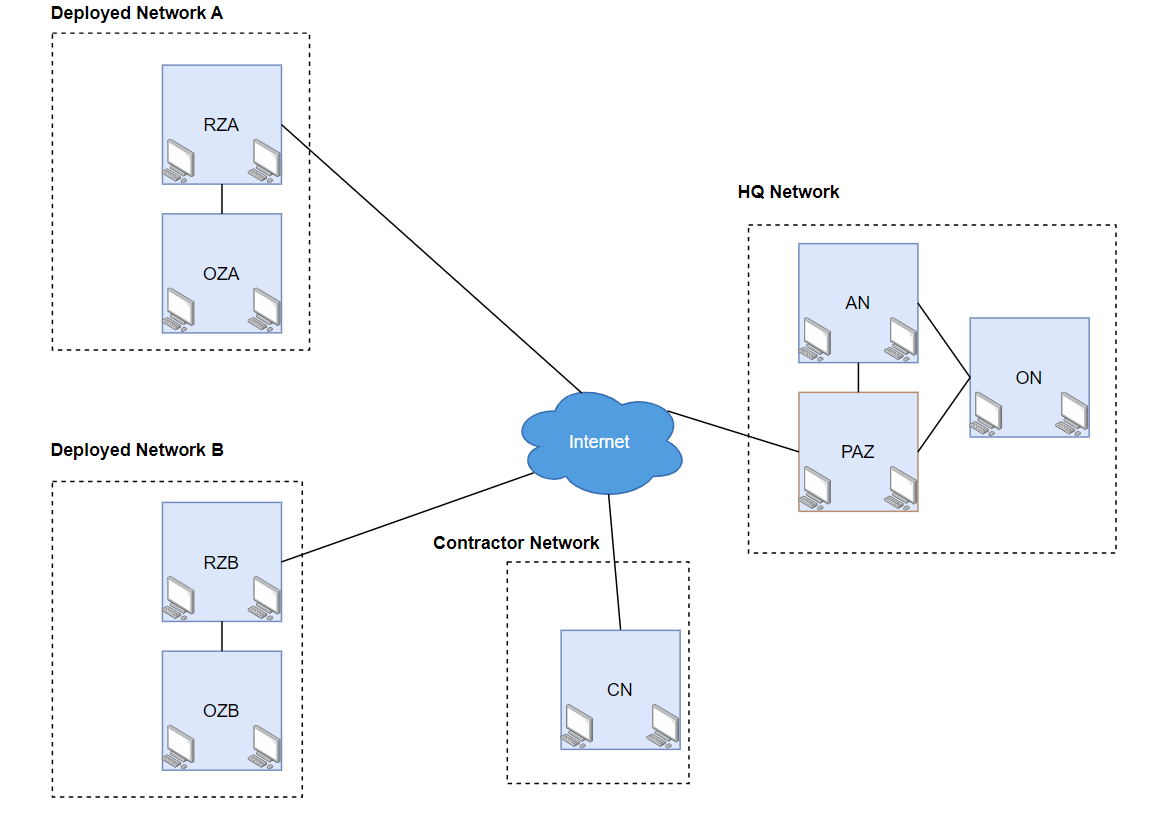 Deployed Network A
RZA
OZA
HQ Network
AN
ON
PAZ
Internet
Deployed Network B
RZB
OZB
Contractor Network
CN